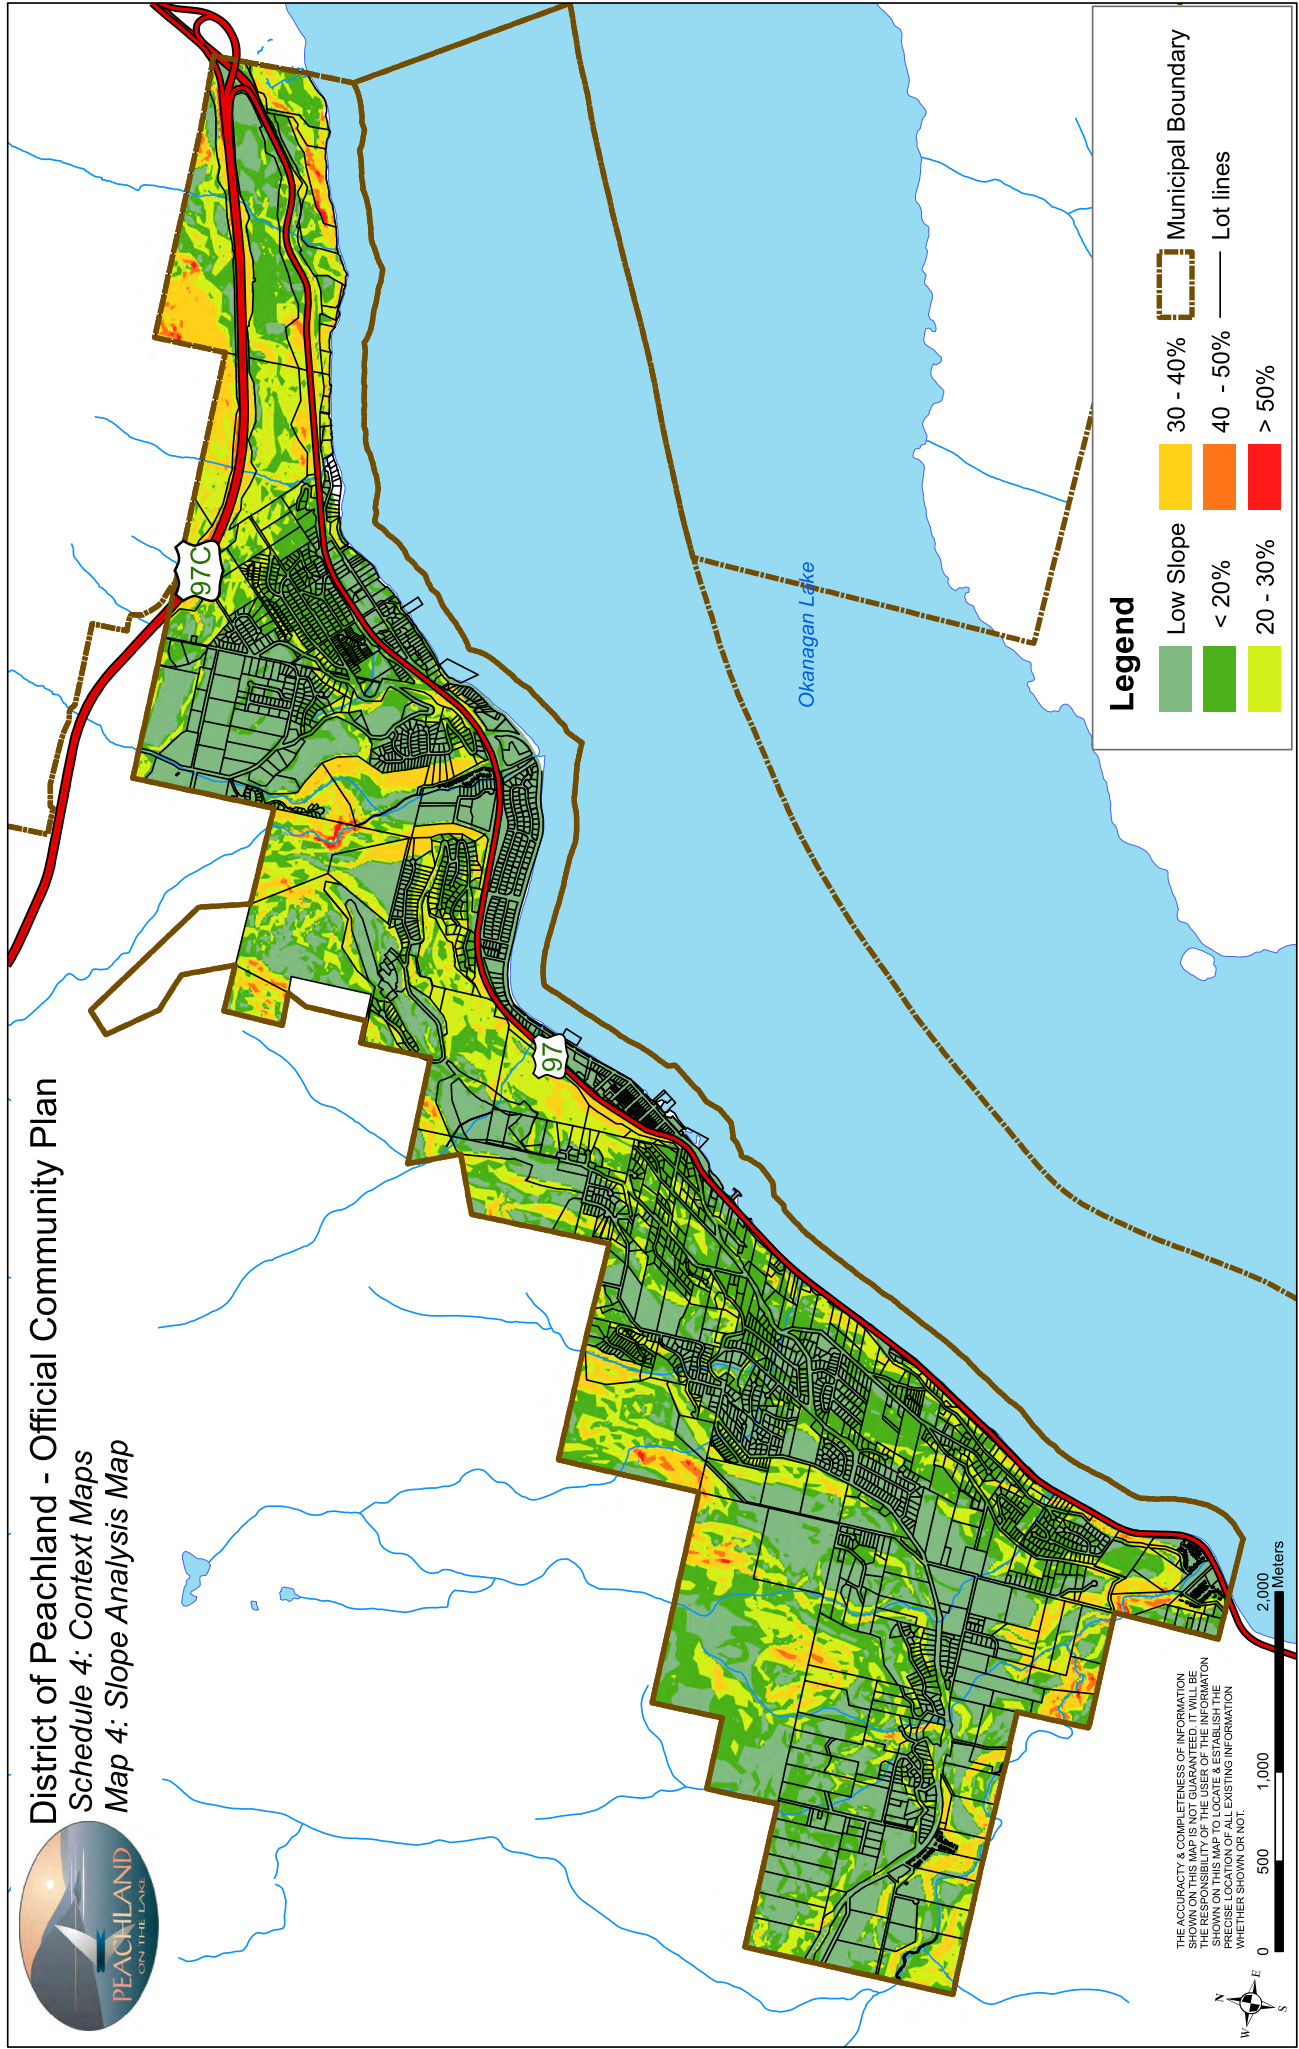 District of Peachland - Official Community Plan
Schedule 4: Context Maps
Map 4: Slope Analysis Map
PEACHLAND
ON THE LAKE
97C
97
Okanagan Lake
Legend
Low Slope
< 20%
20 - 30%
30 - 40%
40 - 50%
> 50%
Municipal Boundary
Lot lines
THE ACCURACTY & COMPLETENESS OF INFORMATION
SHOWN ON THIS MAP IS NOT GUARANTEED. IT WILL BE
THE RESPONSIBILITY OF THE USER OF THE INFORMATON
SHOWN ON THIS MAP TO LOCATE & ESTABLISH THE
PRECISE LOCATION OF ALL EXISTING INFORMATION
WHETHER SHOWN OR NOT.
0 500 1,000 2,000
Meters
N
W E
S